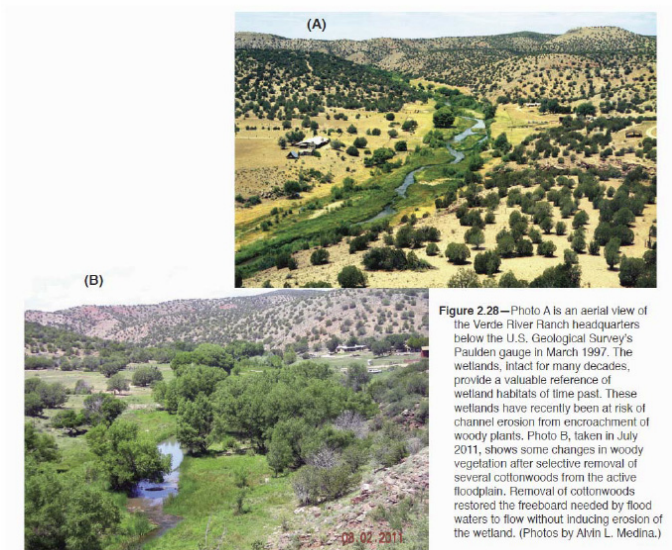 (A)
(B)
Figure 2.28—Photo A is an aerial view of
the Verde River Ranch headquarters
below the U.S. Geological Survey's
Paulden gauge in March 1997. The
wetlands, intact for many decades,
provide a valuable reference of
wetland habitats of time past. These
wetlands have recently been at risk of
channel erosion from encroachment of
woody plants. Photo B, taken in July
2011, shows some changes in woody
vegetation after selective removal of
several cottonwoods from the active
floodplain. Removal of cottonwoods
restored the freeboard needed by flood
waters to flow without inducing erosion of
the wetland. (Photos by Alvin L. Medina.)
08.02.2011